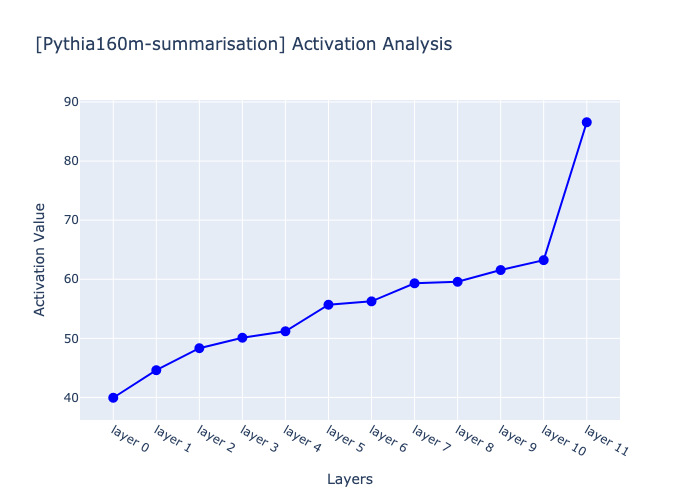 [Pythia160m-summarisation] Activation Analysis
90
80
70
60
50
40
Activation Value
layer 0
layer 1
layer 2
layer 3
layer 4
layer 5
layer 6
layer 7
layer 8
layer 9
layer 10
layer 11
Layers